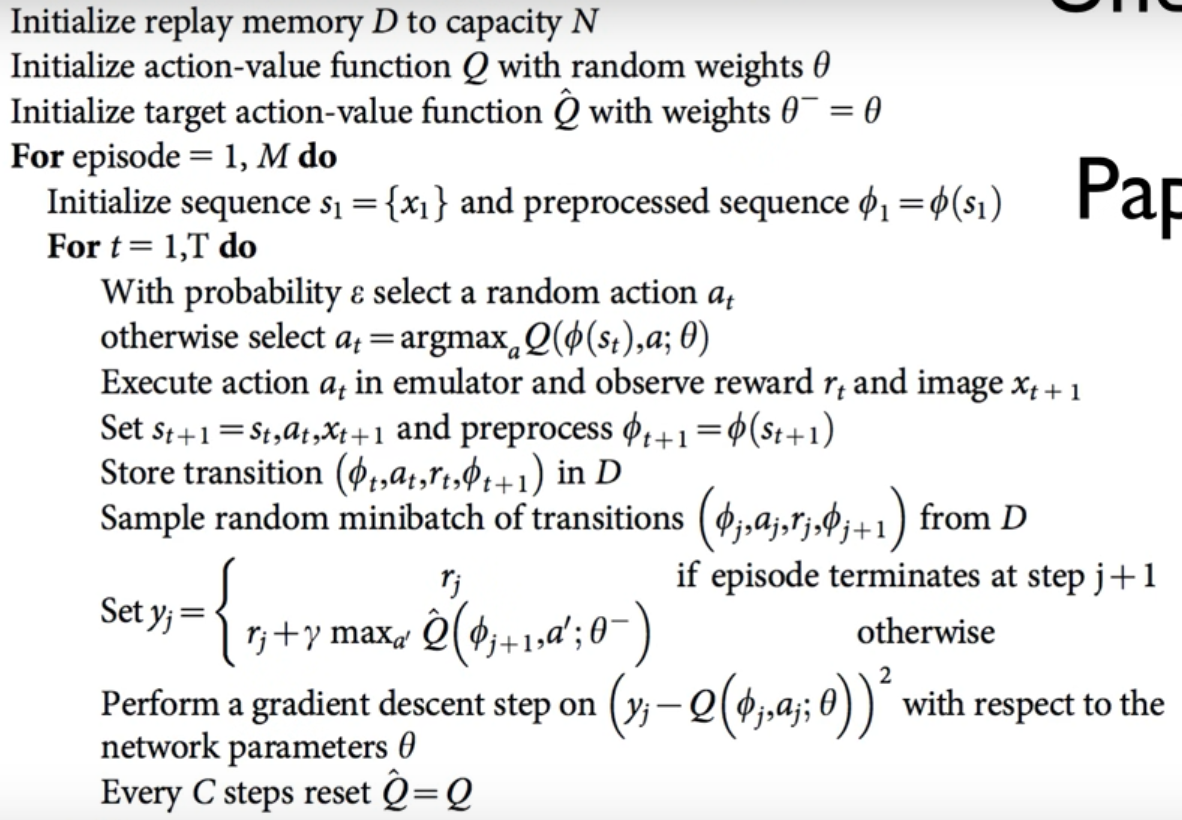 Initialize replay memory D to capacity N
Initialize action-value function Q with random weights θ
Initialize target action-value function Q̂ with weights θ⁻ = θ
For episode = 1, M do
Initialize sequence s₁ = {x₁} and preprocessed sequence ϕ₁ = ϕ(s₁)
For t = 1,T do
With probability ε select a random action aₜ
otherwise select aₜ = argmaxₐ Q(ϕ(sₜ),a; θ)
Execute action aₜ in emulator and observe reward rₜ and image xₜ₊₁
Set sₜ₊₁ = sₜ,aₜ,xₜ₊₁ and preprocess ϕₜ₊₁ = ϕ(sₜ₊₁)
Store transition (ϕₜ,aₜ,rₜ,ϕₜ₊₁) in D
Sample random minibatch of transitions (ϕⱼ,aⱼ,rⱼ,ϕⱼ₊₁) from D
Set yⱼ = { rⱼ if episode terminates at step j+1
rⱼ + γ maxₐ′ Q̂(ϕⱼ₊₁,a′; θ⁻) otherwise
Perform a gradient descent step on (yⱼ − Q(ϕⱼ,aⱼ; θ))² with respect to the
network parameters θ
Every C steps reset Q̂ = Q